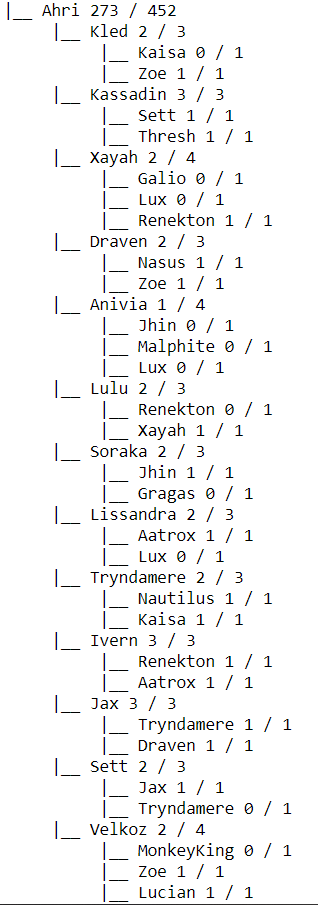 |__ Ahri 273 / 452
|__ Kled 2 / 3
|__ Kaisa 0 / 1
|__ Zoe 1 / 1
|__ Kassadin 3 / 3
|__ Sett 1 / 1
|__ Thresh 1 / 1
|__ Xayah 2 / 4
|__ Galio 0 / 1
|__ Lux 0 / 1
|__ Renekton 1 / 1
|__ Draven 2 / 3
|__ Nasus 1 / 1
|__ Zoe 1 / 1
|__ Anivia 1 / 4
|__ Jhin 0 / 1
|__ Malphite 0 / 1
|__ Lux 0 / 1
|__ Lulu 2 / 3
|__ Renekton 0 / 1
|__ Xayah 1 / 1
|__ Soraka 2 / 3
|__ Jhin 1 / 1
|__ Gragas 0 / 1
|__ Lissandra 2 / 3
|__ Aatrox 1 / 1
|__ Lux 0 / 1
|__ Tryndamere 2 / 3
|__ Nautilus 1 / 1
|__ Kaisa 1 / 1
|__ Ivern 3 / 3
|__ Renekton 1 / 1
|__ Aatrox 1 / 1
|__ Jax 3 / 3
|__ Tryndamere 1 / 1
|__ Draven 1 / 1
|__ Sett 2 / 3
|__ Jax 1 / 1
|__ Tryndamere 0 / 1
|__ Velkoz 2 / 4
|__ MonkeyKing 0 / 1
|__ Zoe 1 / 1
|__ Lucian 1 / 1